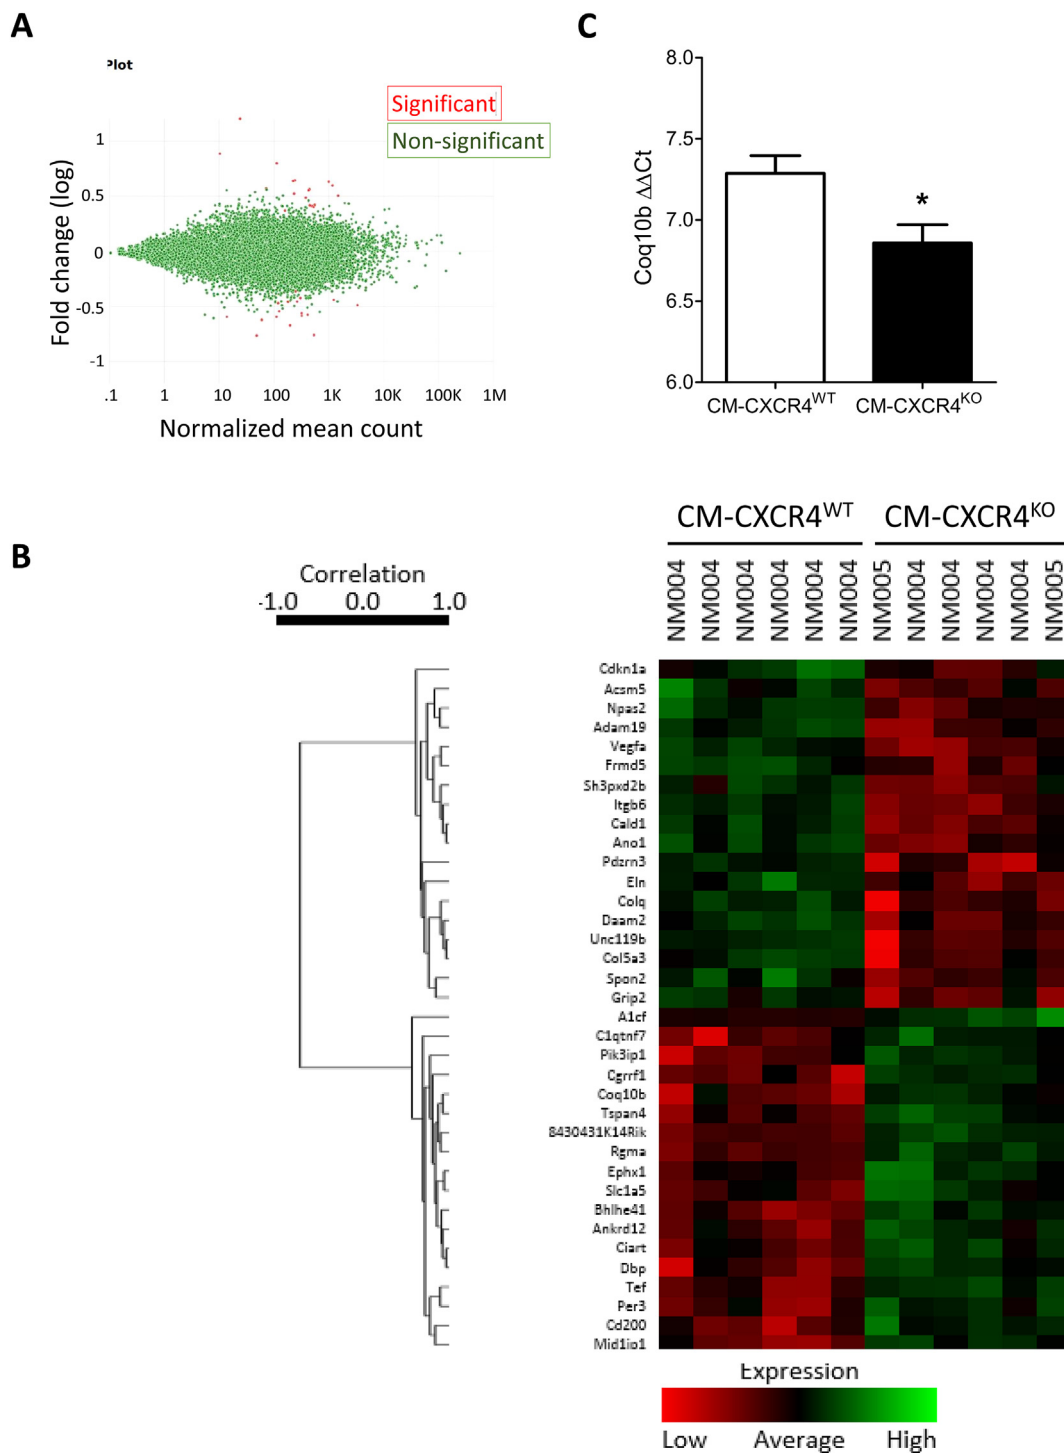 A
Plot
Significant
Non-significant
Fold change (log)
1
0.5
0
-0.5
-1
.1 1 10 100 1K 10K 100K 1M
Normalized mean count
C
Coq10b ΔΔCt
8.0
7.5
7.0
6.5
6.0
*
CM-CXCR4WT CM-CXCR4KO
B
Correlation
-1.0 0.0 1.0
CM-CXCR4WT CM-CXCR4KO
NM004 NM004 NM004 NM004 NM004 NM004 NM005 NM004 NM004 NM004 NM004 NM005
Cdkn1a
Acsm5
Npas2
Adam19
Vegfa
Frmd5
Sh3pxd2b
Itgb6
Cald1
Ano1
Pdzrn3
Eln
Colq
Daam2
Unc119b
Col5a3
Spon2
Grip2
A1cf
C1qtnf7
Pik3ip1
Cgrrf1
Coq10b
Tspan4
8430431K14Rik
Rgma
Ephx1
Slc1a5
Bhlhe41
Ankrd12
Ciart
Dbp
Tef
Per3
Cd200
Mid1ip1
Expression
Low Average High